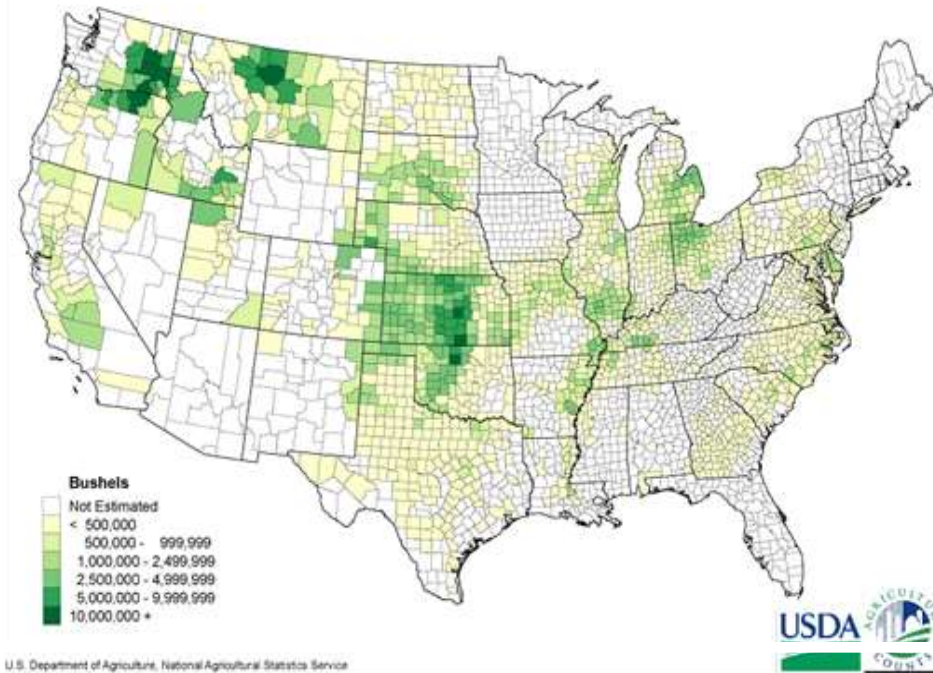 Bushels
Not Estimated
< 500,000
500,000 - 999,999
1,000,000 - 2,499,999
2,500,000 - 4,999,999
5,000,000 - 9,999,999
10,000,000 +
USDA
AGRICULTURE
COUNTS
U.S. Department of Agriculture, National Agricultural Statistics Service